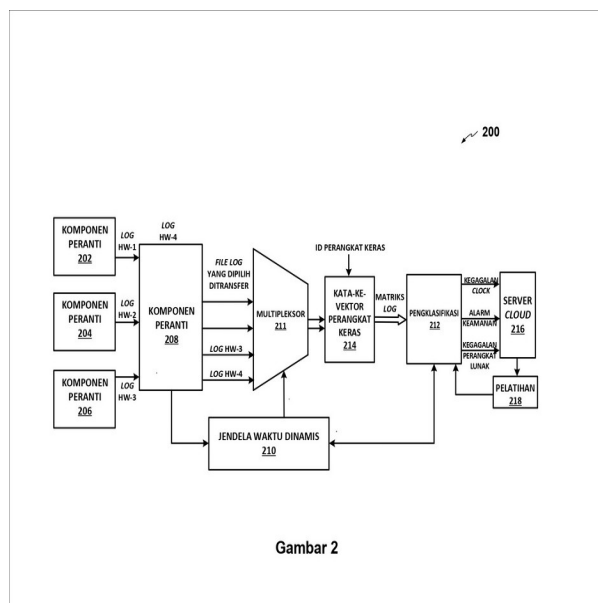 200
KOMPONEN
PERANTI
202
LOG
HW-1
LOG
HW-4
KOMPONEN
PERANTI
204
LOG
HW-2
KOMPONEN
PERANTI
206
LOG
HW-3
KOMPONEN
PERANTI
208
FILE LOG
YANG DIPILIH
DITRANSFER
LOG HW-3
LOG HW-4
MULTIPLEKSOR
211
ID PERANGKAT KERAS
KATA-KE-
VEKTOR
PERANGKAT
KERAS
214
MATRIKS
LOG
PENGKLASIFIKASI
212
KEGAGALAN
CLOCK
ALARM
KEAMANAN
KEGAGALAN
PERANGKAT
LUNAK
SERVER
CLOUD
216
PELATIHAN
218
JENDELA WAKTU DINAMIS
210
Gambar 2